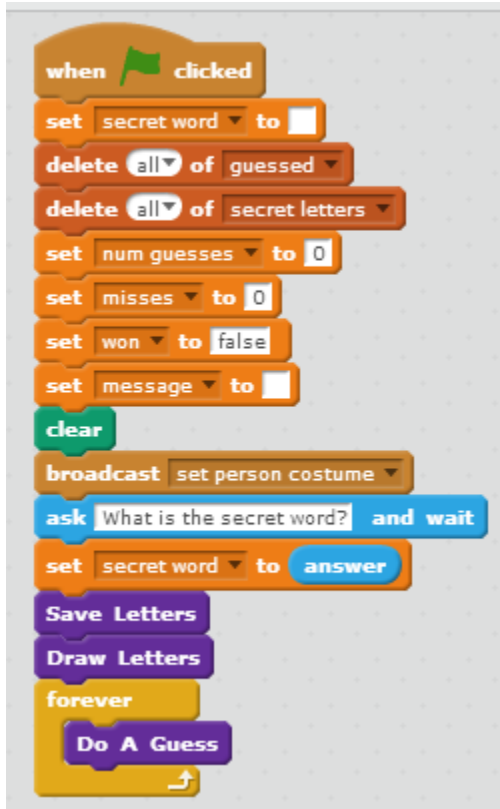 when clicked
set secret word to
delete all of guessed
delete all of secret letters
set num guesses to 0
set misses to 0
set won to false
set message to
clear
broadcast set person costume
ask What is the secret word? and wait
set secret word to answer
Save Letters
Draw Letters
forever
Do A Guess